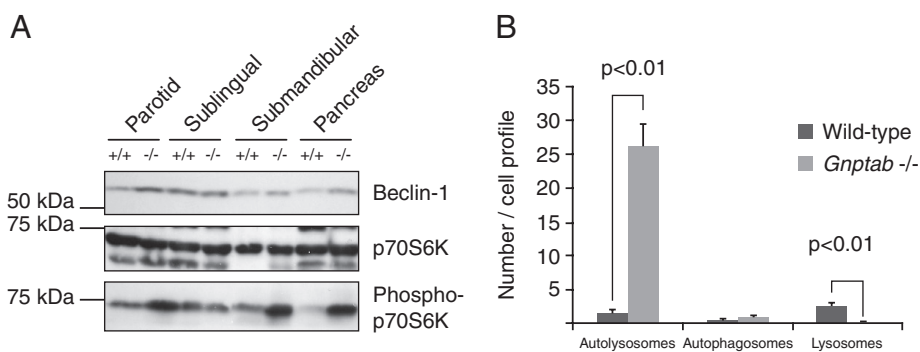 A
Parotid
Sublingual
Submandibular
Pancreas
+/+ -/- +/+ -/- +/+ -/- +/+ -/-
50 kDa
Beclin-1
75 kDa
p70S6K
75 kDa
Phospho-
p70S6K
B
Number / cell profile
35
30
25
20
15
10
5
p<0.01
p<0.01
Wild-type
Gnptab -/-
Autolysosomes
Autophagosomes
Lysosomes